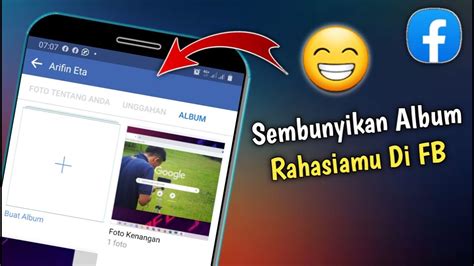 07:07
Arifin Eta
FOTO TENTANG ANDA
UNGGAHAN
ALBUM
Google
Buat Album
Foto Kenangan
1 foto
Sembunyikan Album
Rahasiamu Di FB